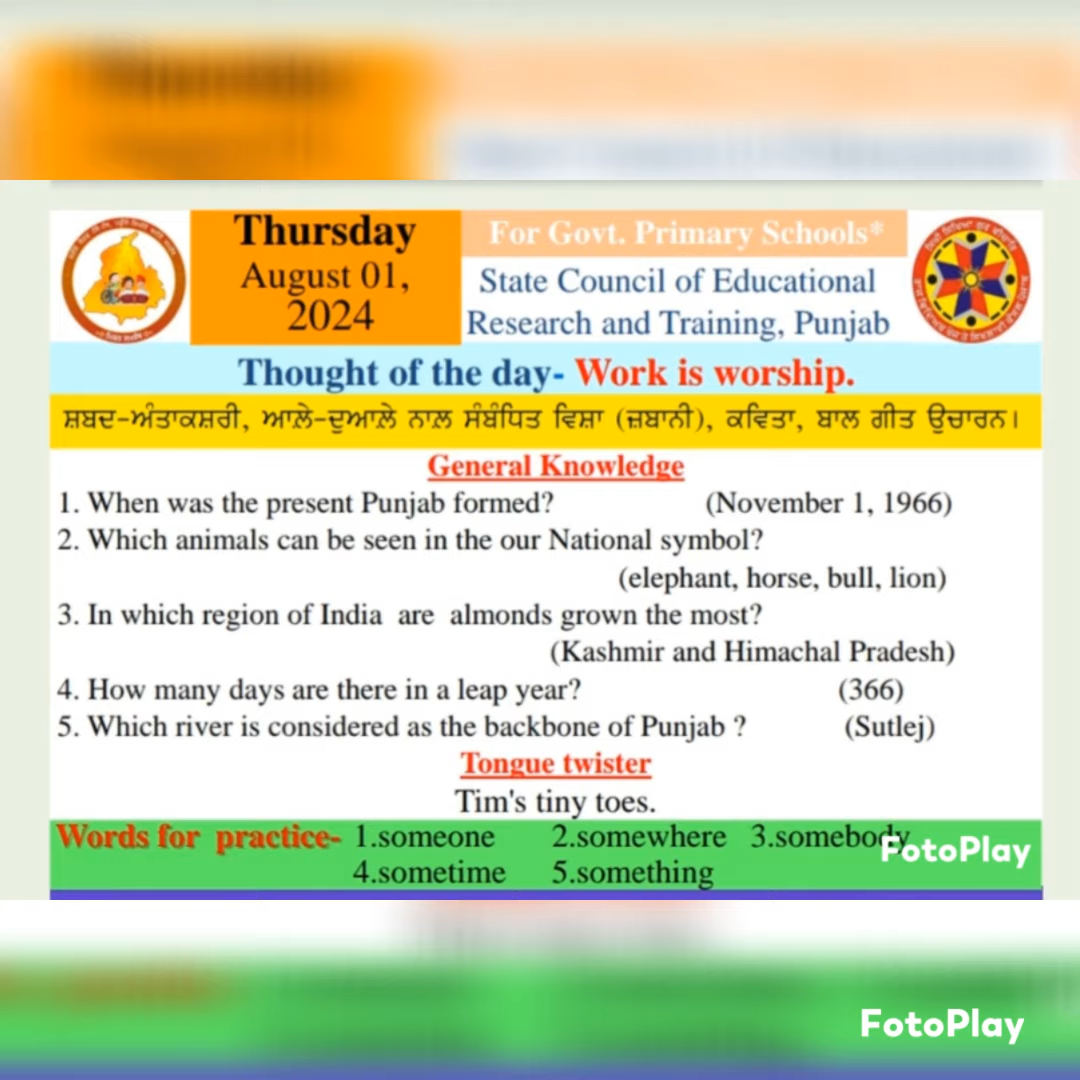 Thursday
August 01,
2024
For Govt. Primary Schools*
State Council of Educational
Research and Training, Punjab
Thought of the day- Work is worship.
ਸ਼ਬਦ-ਅੰਤਾਕਸ਼ਰੀ, ਆਲੇ-ਦੁਆਲੇ ਨਾਲ ਸੰਬੰਧਿਤ ਵਿਸ਼ਾ (ਜ਼ਬਾਨੀ), ਕਵਿਤਾ, ਬਾਲ ਗੀਤ ਉਚਾਰਨ।
General Knowledge
1. When was the present Punjab formed? (November 1, 1966)
2. Which animals can be seen in the our National symbol?
(elephant, horse, bull, lion)
3. In which region of India are almonds grown the most?
(Kashmir and Himachal Pradesh)
4. How many days are there in a leap year? (366)
5. Which river is considered as the backbone of Punjab ? (Sutlej)
Tongue twister
Tim's tiny toes.
Words for practice- 1.someone 2.somewhere 3.somebody
4.sometime 5.something
FotoPlay
FotoPlay